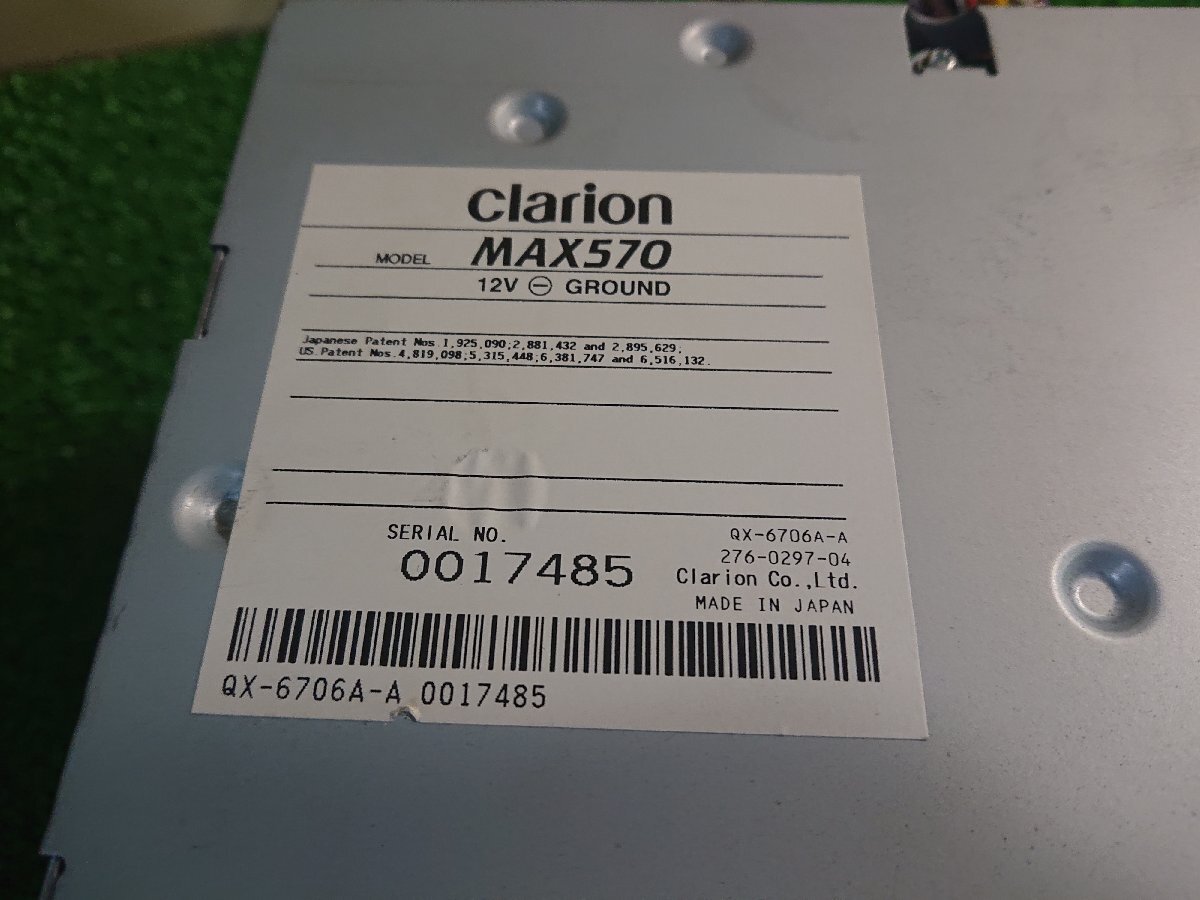 clarion
MODEL MAX570
12V ⊖ GROUND
Japanese Patent Nos.1,925,090;2,881,432 and 2,895,629;
US.Patent Nos.4,819,098;5,315,448;6,381,747 and 6,516,132.
SERIAL NO.
0017485
QX-6706A-A
276-0297-04
Clarion Co.,Ltd.
MADE IN JAPAN
QX-6706A-A 0017485